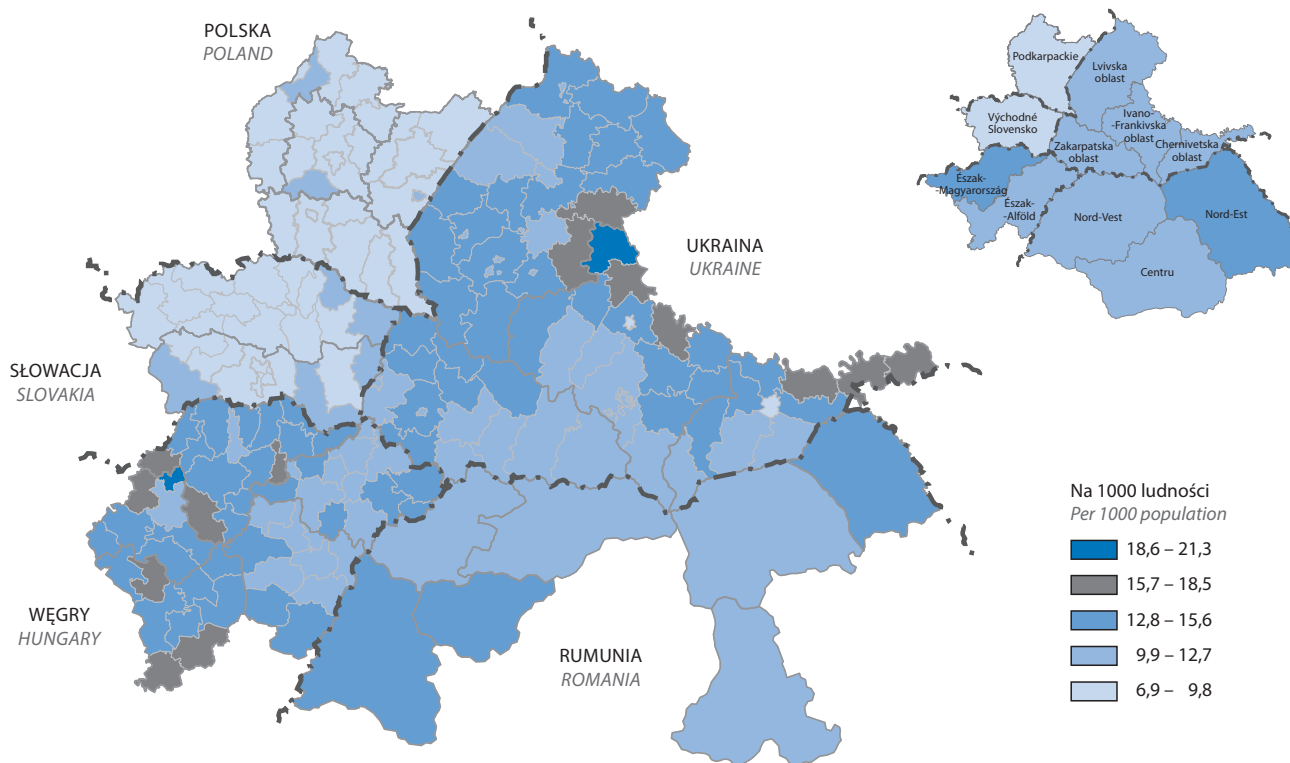 POLSKA
POLAND
UKRAINA
UKRAINE
SŁOWACJA
SLOVAKIA
WĘGRY
HUNGARY
RUMUNIA
ROMANIA
Podkarpackie
Lvivska
oblast
Východné
Slovensko
Ivano-
-Frankivska
oblast
Zakarpatska
oblast
Chernivetska
oblast
Észak-
-Magyarország
Észak-
-Alföld
Nord-Vest
Nord-Est
Centru
Na 1000 ludności
Per 1000 population
18,6 – 21,3
15,7 – 18,5
12,8 – 15,6
9,9 – 12,7
6,9 – 9,8